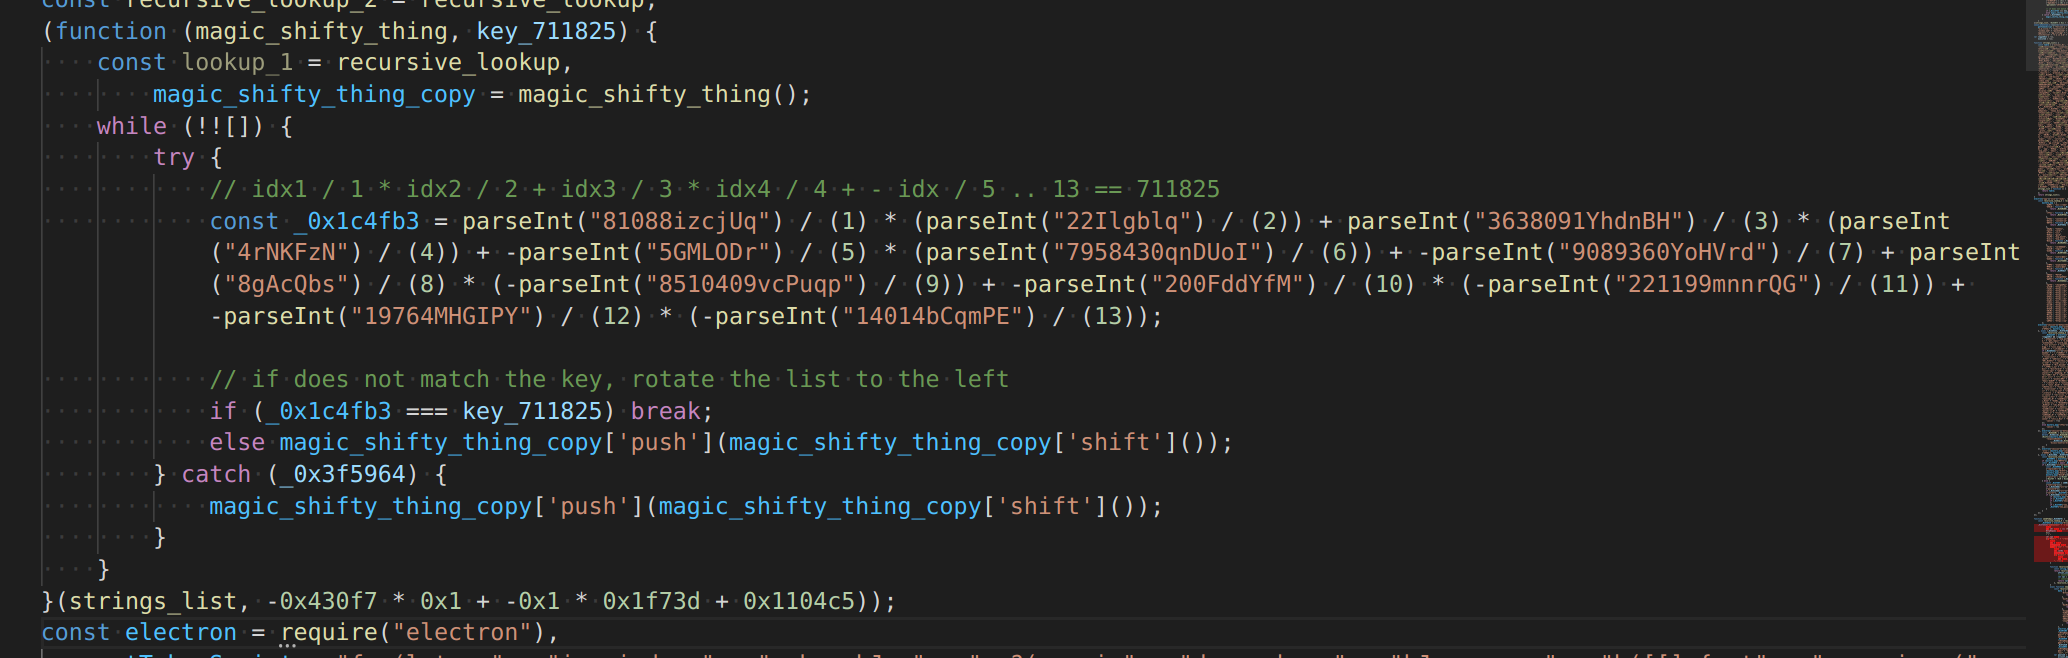 const recursive_lookup_2 = recursive_lookup;
(function (magic_shifty_thing, key_711825) {
const lookup_1 = recursive_lookup,
magic_shifty_thing_copy = magic_shifty_thing();
while (!![]) {
try {
// idx1 / 1 * idx2 / 2 + idx3 / 3 * idx4 / 4 + - idx / 5 .. 13 == 711825
const _0x1c4fb3 = parseInt("81088izcjUq") / (1) * (parseInt("22Ilgblq") / (2)) + parseInt("3638091YhdnBH") / (3) * (parseInt
("4rNKFzN") / (4)) + -parseInt("5GMLODr") / (5) * (parseInt("7958430qnDUoI") / (6)) + -parseInt("9089360YoHVrd") / (7) + parseInt
("8gAcQbs") / (8) * (-parseInt("8510409vcPuqp") / (9)) + -parseInt("200FddYfM") / (10) * (-parseInt("221199mnnrQG") / (11)) +
-parseInt("19764MHGIPY") / (12) * (-parseInt("14014bCqmPE") / (13));
// if does not match the key, rotate the list to the left
if (_0x1c4fb3 === key_711825) break;
else magic_shifty_thing_copy['push'](magic_shifty_thing_copy['shift']());
} catch (_0x3f5964) {
magic_shifty_thing_copy['push'](magic_shifty_thing_copy['shift']());
}
}
}(strings_list, -0x430f7 * 0x1 + -0x1 * 0x1f73d + 0x1104c5));
const electron = require("electron"),